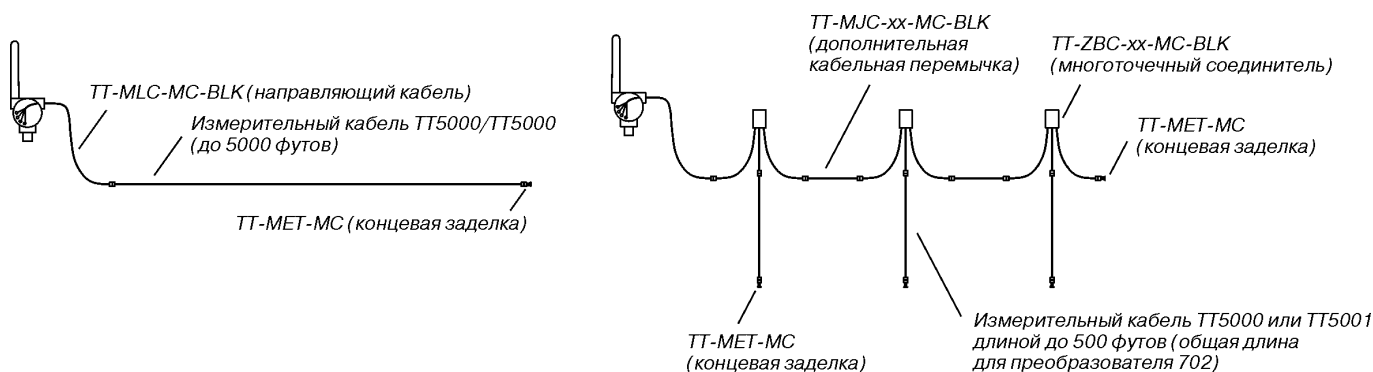 TT-MLC-MC-BLK (направляющий кабель)
Измерительный кабель TT5000/TT5000
(до 5000 футов)
TT-MET-MC (концевая заделка)
TT-MJC-xx-MC-BLK
(дополнительная
кабельная перемычка)
TT-ZBC-xx-MC-BLK
(многоточечный соединитель)
TT-MET-MC
(концевая заделка)
TT-MET-MC
(концевая заделка)
Измерительный кабель TT5000 или TT5001
длиной до 500 футов (общая длина
для преобразователя 702)